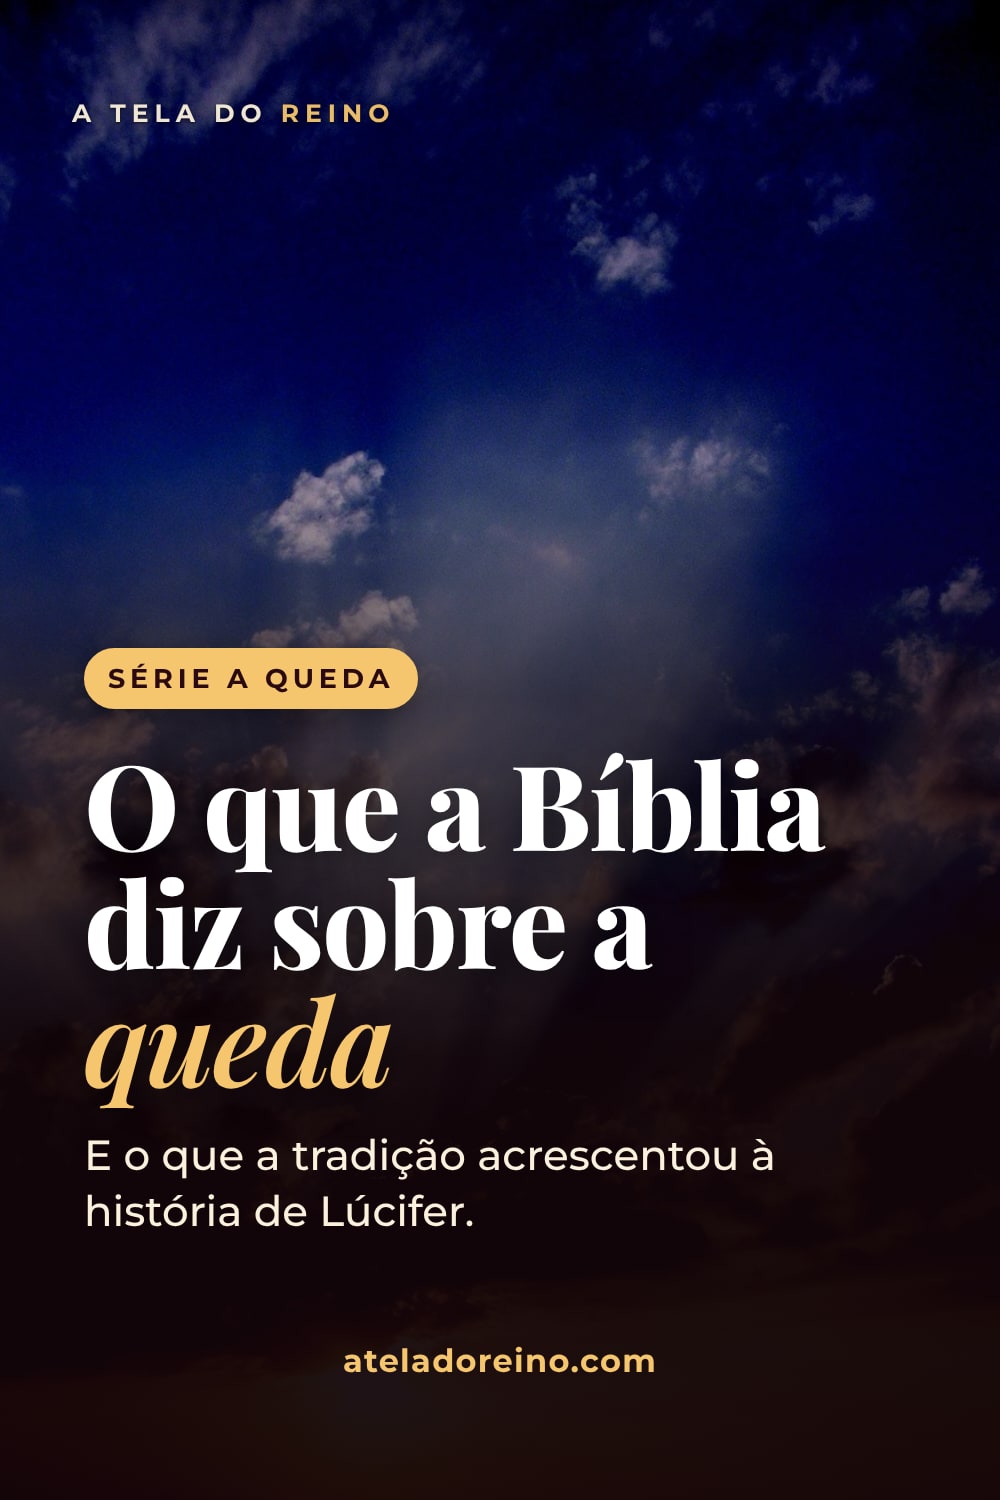 A TELA DO REINO
SÉRIE A QUEDA
O que a Bíblia
diz sobre a
queda
E o que a tradição acrescentou à
história de Lúcifer.
ateladoreino.com